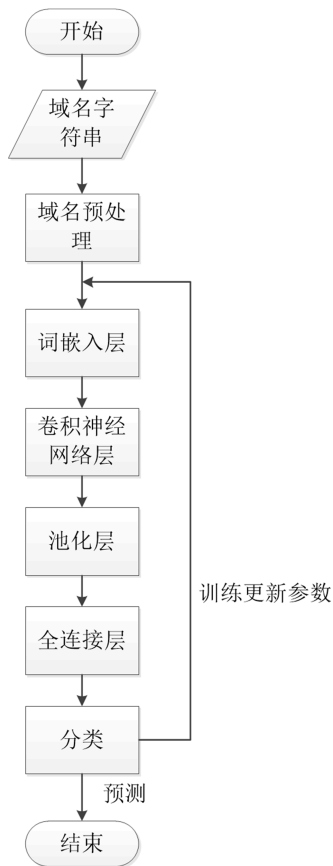 开始
域名字
符串
域名预处
理
词嵌入层
卷积神经
网络层
池化层
全连接层
训练更新参数
分类
预测
结束